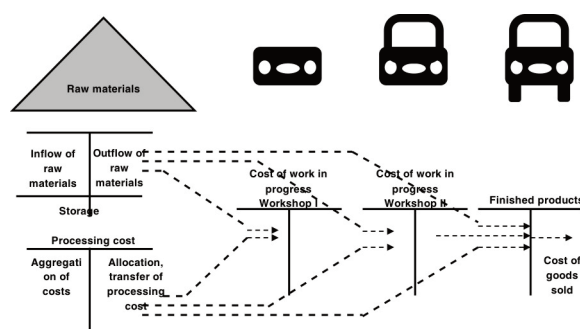 Raw materials
Inflow of
raw
materials
Outflow of
raw
materials
Storage
Cost of work in
progress
Workshop I
Cost of work in
progress
Workshop II
Finished products
Processing cost
Aggregati
on of
costs
Allocation,
transfer of
processing
cost
Cost of
goods
sold